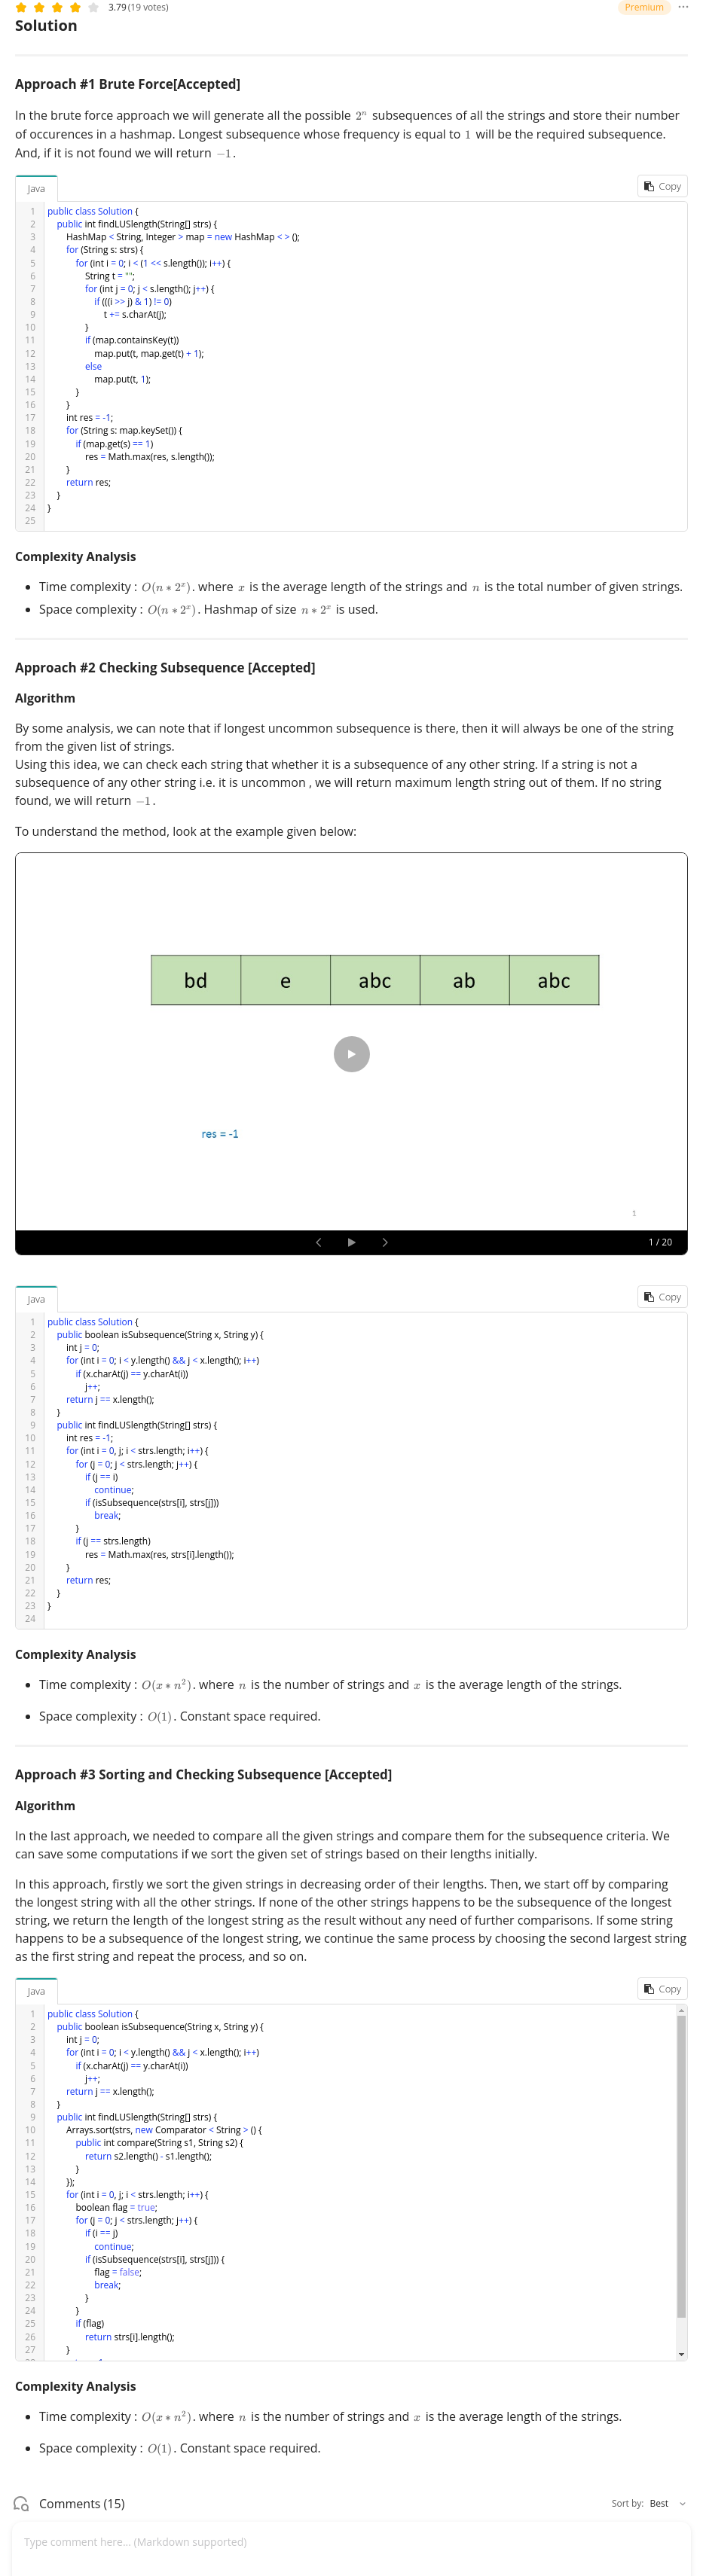 3.79 (19 votes)
Premium
Solution
Approach #1 Brute Force[Accepted]
In the brute force approach we will generate all the possible 2ⁿ subsequences of all the strings and store their number
of occurences in a hashmap. Longest subsequence whose frequency is equal to 1 will be the required subsequence.
And, if it is not found we will return −1.
Java
Copy
1 public class Solution {
2     public int findLUSlength(String[] strs) {
3         HashMap < String, Integer > map = new HashMap < > ();
4         for (String s: strs) {
5             for (int i = 0; i < (1 << s.length()); i++) {
6                 String t = "";
7                 for (int j = 0; j < s.length(); j++) {
8                     if (((i >> j) & 1) != 0)
9                         t += s.charAt(j);
10                 }
11                 if (map.containsKey(t))
12                     map.put(t, map.get(t) + 1);
13                 else
14                     map.put(t, 1);
15             }
16         }
17         int res = -1;
18         for (String s: map.keySet()) {
19             if (map.get(s) == 1)
20                 res = Math.max(res, s.length());
21         }
22         return res;
23     }
24 }
25
Complexity Analysis
• Time complexity : O(n ∗ 2ˣ). where x is the average length of the strings and n is the total number of given strings.
• Space complexity : O(n ∗ 2ˣ). Hashmap of size n ∗ 2ˣ is used.
Approach #2 Checking Subsequence [Accepted]
Algorithm
By some analysis, we can note that if longest uncommon subsequence is there, then it will always be one of the string
from the given list of strings.
Using this idea, we can check each string that whether it is a subsequence of any other string. If a string is not a
subsequence of any other string i.e. it is uncommon , we will return maximum length string out of them. If no string
found, we will return −1.
To understand the method, look at the example given below:
bd e abc ab abc
res = -1
1
1 / 20
Java
Copy
1 public class Solution {
2     public boolean isSubsequence(String x, String y) {
3         int j = 0;
4         for (int i = 0; i < y.length() && j < x.length(); i++)
5             if (x.charAt(j) == y.charAt(i))
6                 j++;
7         return j == x.length();
8     }
9     public int findLUSlength(String[] strs) {
10         int res = -1;
11         for (int i = 0, j; i < strs.length; i++) {
12             for (j = 0; j < strs.length; j++) {
13                 if (j == i)
14                     continue;
15                 if (isSubsequence(strs[i], strs[j]))
16                     break;
17             }
18             if (j == strs.length)
19                 res = Math.max(res, strs[i].length());
20         }
21         return res;
22     }
23 }
24
Complexity Analysis
• Time complexity : O(x ∗ n²). where n is the number of strings and x is the average length of the strings.
• Space complexity : O(1). Constant space required.
Approach #3 Sorting and Checking Subsequence [Accepted]
Algorithm
In the last approach, we needed to compare all the given strings and compare them for the subsequence criteria. We
can save some computations if we sort the given set of strings based on their lengths initially.
In this approach, firstly we sort the given strings in decreasing order of their lengths. Then, we start off by comparing
the longest string with all the other strings. If none of the other strings happens to be the subsequence of the longest
string, we return the length of the longest string as the result without any need of further comparisons. If some string
happens to be a subsequence of the longest string, we continue the same process by choosing the second largest string
as the first string and repeat the process, and so on.
Java
Copy
1 public class Solution {
2     public boolean isSubsequence(String x, String y) {
3         int j = 0;
4         for (int i = 0; i < y.length() && j < x.length(); i++)
5             if (x.charAt(j) == y.charAt(i))
6                 j++;
7         return j == x.length();
8     }
9     public int findLUSlength(String[] strs) {
10         Arrays.sort(strs, new Comparator < String > () {
11             public int compare(String s1, String s2) {
12                 return s2.length() - s1.length();
13             }
14         });
15         for (int i = 0, j; i < strs.length; i++) {
16             boolean flag = true;
17             for (j = 0; j < strs.length; j++) {
18                 if (i == j)
19                     continue;
20                 if (isSubsequence(strs[i], strs[j])) {
21                     flag = false;
22                     break;
23                 }
24             }
25             if (flag)
26                 return strs[i].length();
27         }
Complexity Analysis
• Time complexity : O(x ∗ n²). where n is the number of strings and x is the average length of the strings.
• Space complexity : O(1). Constant space required.
Comments (15)
Sort by: Best
Type comment here... (Markdown supported)